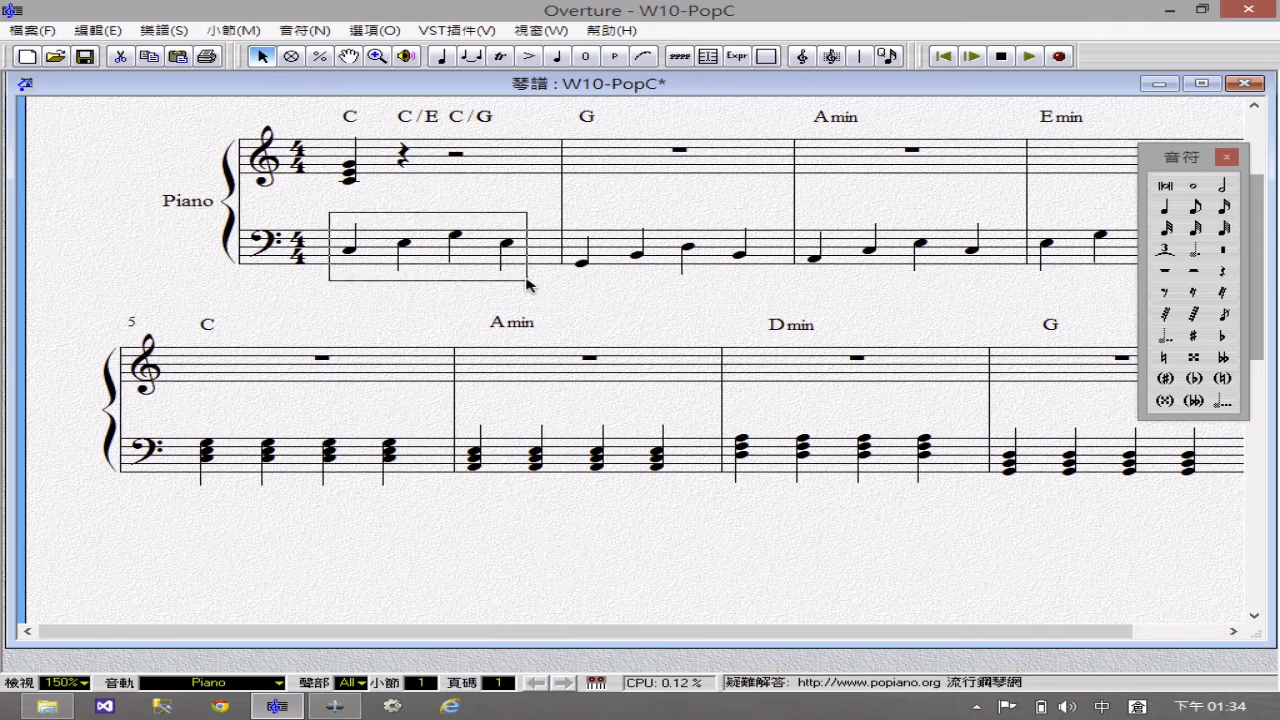 Overture - W10-PopC
檔案(F) 編輯(E) 樂譜(S) 小節(M) 音符(N) 選項(O) VST插件(V) 視窗(W) 幫助(H)
Expr
琴譜 : W10-PopC*
C C/E C/G G Amin Emin
音符
Piano
5 C Amin Dmin G
檢視 150% 音軌 Piano 聲部 All 小節 1 頁碼 1 CPU: 0.12 % 疑難解答: http://www.popiano.org 流行鋼琴網
中 倉 下午 01:34